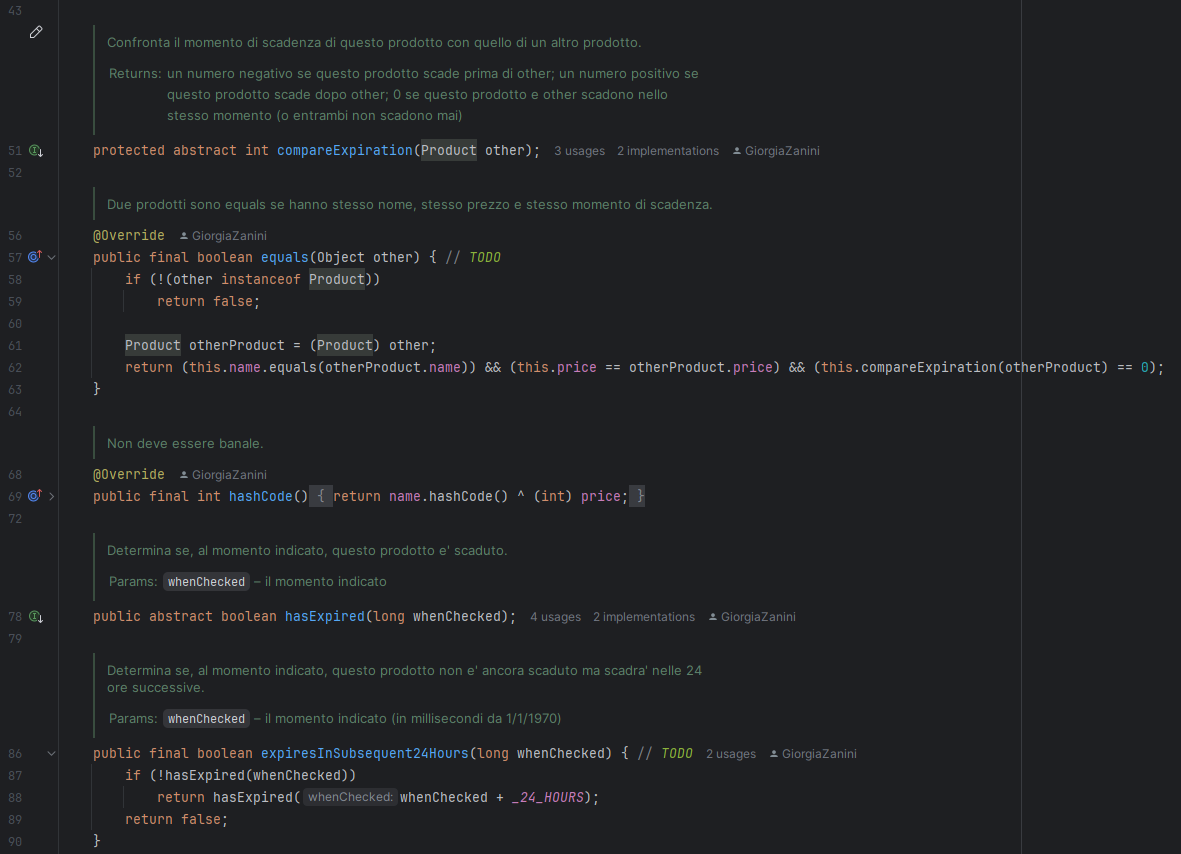 43
Confronta il momento di scadenza di questo prodotto con quello di un altro prodotto.
Returns: un numero negativo se questo prodotto scade prima di other; un numero positivo se
questo prodotto scade dopo other; 0 se questo prodotto e other scadono nello
stesso momento (o entrambi non scadono mai)
51 protected abstract int compareExpiration(Product other); 3 usages 2 implementations GiorgiaZanini
52
Due prodotti sono equals se hanno stesso nome, stesso prezzo e stesso momento di scadenza.
56 @Override GiorgiaZanini
57 public final boolean equals(Object other) { // TODO
58 if (!(other instanceof Product))
59 return false;
60
61 Product otherProduct = (Product) other;
62 return (this.name.equals(otherProduct.name)) && (this.price == otherProduct.price) && (this.compareExpiration(otherProduct) == 0);
63 }
64
Non deve essere banale.
68 @Override GiorgiaZanini
69 public final int hashCode() { return name.hashCode() ^ (int) price; }
72
Determina se, al momento indicato, questo prodotto e' scaduto.
Params: whenChecked – il momento indicato
78 public abstract boolean hasExpired(long whenChecked); 4 usages 2 implementations GiorgiaZanini
79
Determina se, al momento indicato, questo prodotto non e' ancora scaduto ma scadra' nelle 24
ore successive.
Params: whenChecked – il momento indicato (in millisecondi da 1/1/1970)
86 public final boolean expiresInSubsequent24Hours(long whenChecked) { // TODO 2 usages GiorgiaZanini
87 if (!hasExpired(whenChecked))
88 return hasExpired( whenChecked: whenChecked + _24_HOURS);
89 return false;
90 }